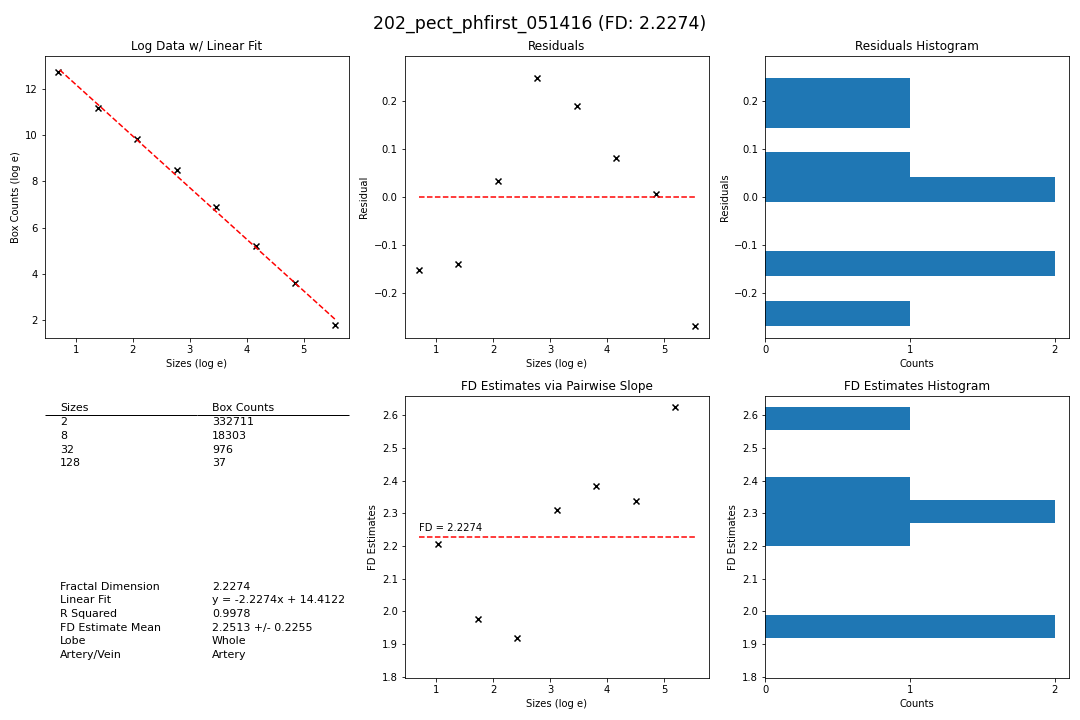 202_pect_phfirst_051416 (FD: 2.2274)
Log Data w/ Linear Fit
Box Counts (log e)
12
10
8
6
4
2
1 2 3 4 5
Sizes (log e)
Residuals
Residual
0.2
0.1
0.0
−0.1
−0.2
1 2 3 4 5
Sizes (log e)
Residuals Histogram
Residuals
0.2
0.1
0.0
−0.1
−0.2
0 1 2
Counts
Sizes Box Counts
2 332711
8 18303
32 976
128 37
Fractal Dimension 2.2274
Linear Fit y = -2.2274x + 14.4122
R Squared 0.9978
FD Estimate Mean 2.2513 +/- 0.2255
Lobe Whole
Artery/Vein Artery
FD Estimates via Pairwise Slope
FD Estimates
2.6
2.5
2.4
2.3
2.2
2.1
2.0
1.9
1.8
FD = 2.2274
1 2 3 4 5
Sizes (log e)
FD Estimates Histogram
FD Estimates
2.6
2.5
2.4
2.3
2.2
2.1
2.0
1.9
1.8
0 1 2
Counts